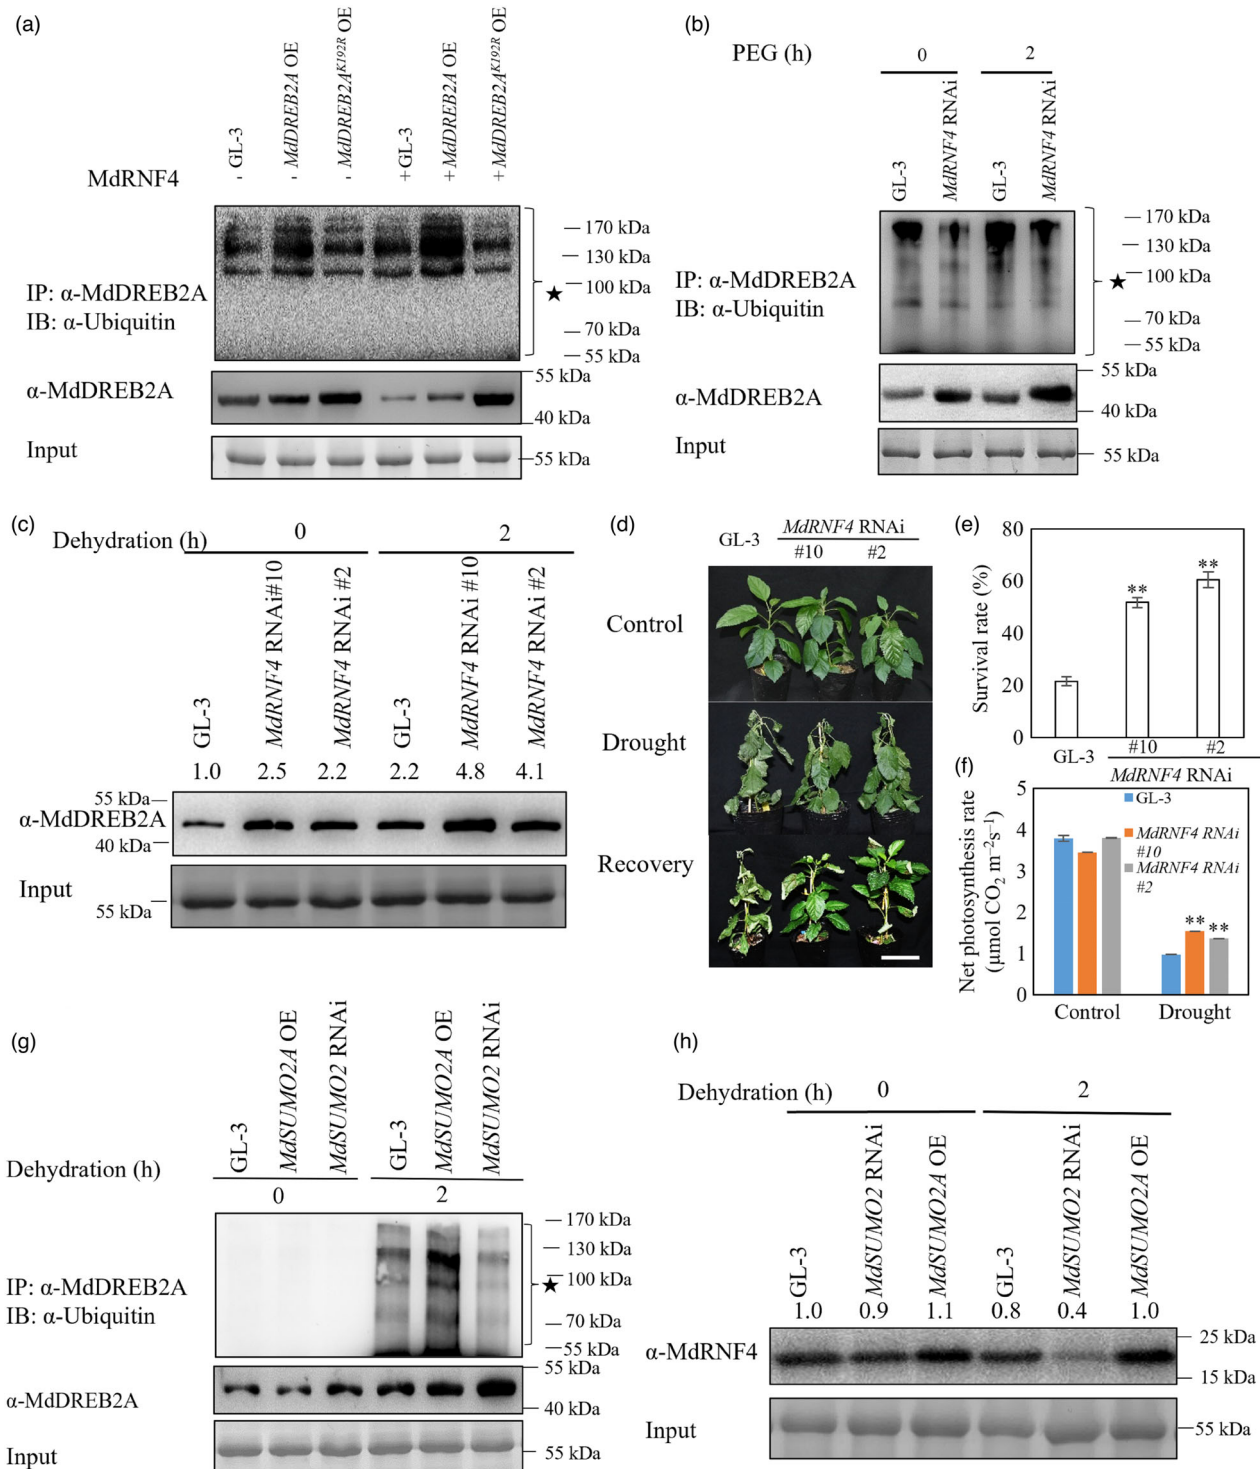 (a)
- GL-3
- MdDREB2A OE
- MdDREB2A^K192R OE
+ GL-3
+ MdDREB2A OE
+ MdDREB2A^K192R OE
MdRNF4
IP: α-MdDREB2A
IB: α-Ubiquitin
170 kDa
130 kDa
100 kDa
★
70 kDa
55 kDa
α-MdDREB2A
55 kDa
40 kDa
Input
55 kDa
(b)
PEG (h)
0
2
GL-3
MdRNF4 RNAi
GL-3
MdRNF4 RNAi
IP: α-MdDREB2A
IB: α-Ubiquitin
170 kDa
130 kDa
100 kDa
★
70 kDa
55 kDa
α-MdDREB2A
55 kDa
40 kDa
Input
55 kDa
(c)
Dehydration (h)
0
2
GL-3
MdRNF4 RNAi#10
MdRNF4 RNAi #2
GL-3
MdRNF4 RNAi #10
MdRNF4 RNAi #2
1.0 2.5 2.2 2.2 4.8 4.1
55 kDa
α-MdDREB2A
40 kDa
Input
55 kDa
(d)
GL-3
MdRNF4 RNAi
#10 #2
Control
Drought
Recovery
(e)
Survival rate (%)
80
60
40
20
0
**
**
GL-3
#10
#2
MdRNF4 RNAi
(f)
Net photosynthesis rate
(μmol CO₂ m⁻²s⁻¹)
5
4
3
2
1
0
GL-3
MdRNF4 RNAi
#10
MdRNF4 RNAi
#2
** **
Control
Drought
(g)
GL-3
MdSUMO2A OE
MdSUMO2 RNAi
GL-3
MdSUMO2A OE
MdSUMO2 RNAi
Dehydration (h)
0
2
IP: α-MdDREB2A
IB: α-Ubiquitin
170 kDa
130 kDa
100 kDa
★
70 kDa
55 kDa
α-MdDREB2A
55 kDa
40 kDa
Input
55 kDa
(h)
Dehydration (h)
0
2
GL-3
MdSUMO2 RNAi
MdSUMO2A OE
GL-3
MdSUMO2 RNAi
MdSUMO2A OE
1.0 0.9 1.1 0.8 0.4 1.0
α-MdRNF4
25 kDa
15 kDa
Input
55 kDa